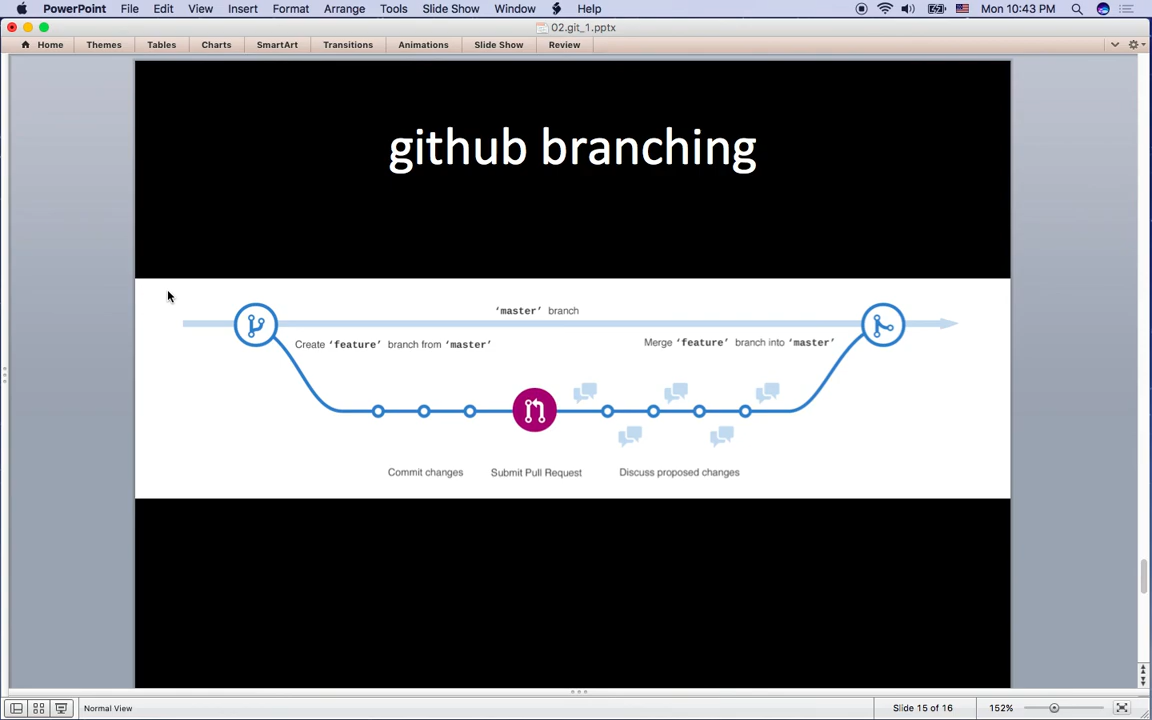 PowerPoint File Edit View Insert Format Arrange Tools Slide Show Window Help Mon 10:43 PM
02.git_1.pptx
Home Themes Tables Charts SmartArt Transitions Animations Slide Show Review
github branching
‘master’ branch
Create ‘feature’ branch from ‘master’
Merge ‘feature’ branch into ‘master’
Commit changes
Submit Pull Request
Discuss proposed changes
Normal View Slide 15 of 16 152%